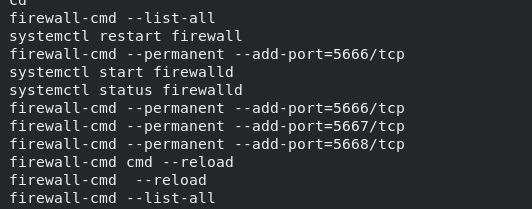 cd
firewall-cmd --list-all
systemctl restart firewall
firewall-cmd --permanent --add-port=5666/tcp
systemctl start firewalld
systemctl status firewalld
firewall-cmd --permanent --add-port=5666/tcp
firewall-cmd --permanent --add-port=5667/tcp
firewall-cmd --permanent --add-port=5668/tcp
firewall-cmd cmd --reload
firewall-cmd  --reload
firewall-cmd --list-all